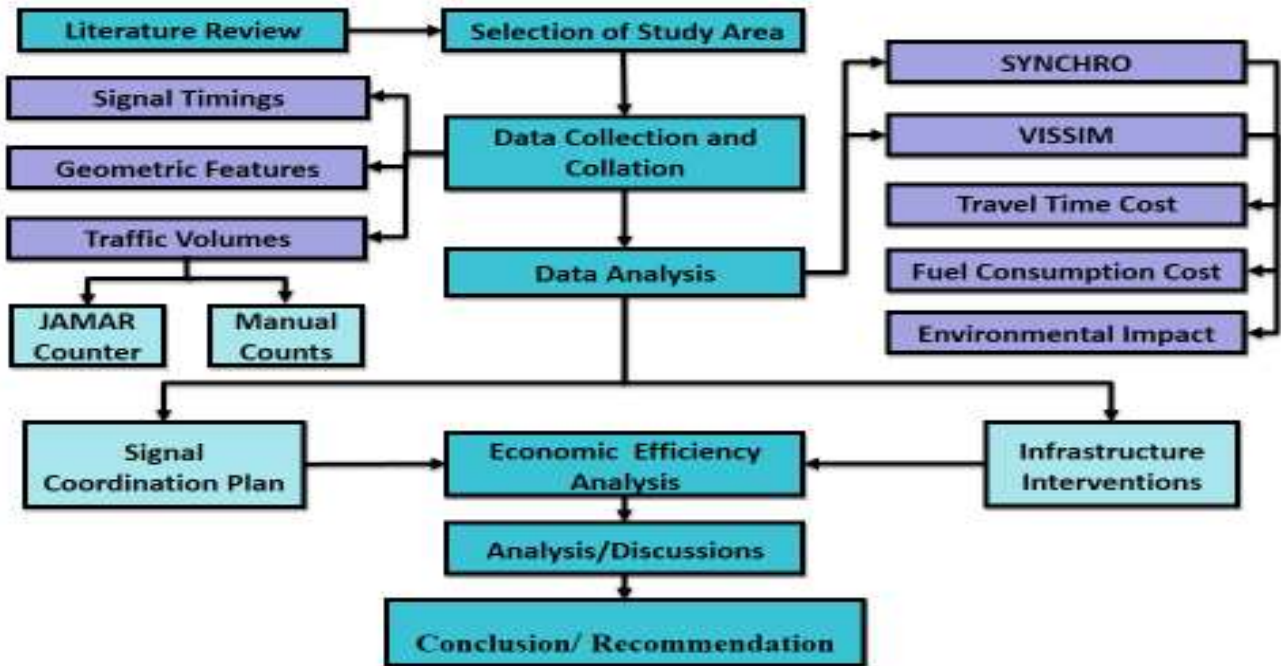 Literature Review
Selection of Study Area
SYNCHRO
Signal Timings
Data Collection and
Collation
VISSIM
Geometric Features
Travel Time Cost
Traffic Volumes
Data Analysis
Fuel Consumption Cost
JAMAR
Counter
Manual
Counts
Environmental Impact
Signal
Coordination Plan
Economic Efficiency
Analysis
Infrastructure
Interventions
Analysis/Discussions
Conclusion/ Recommendation